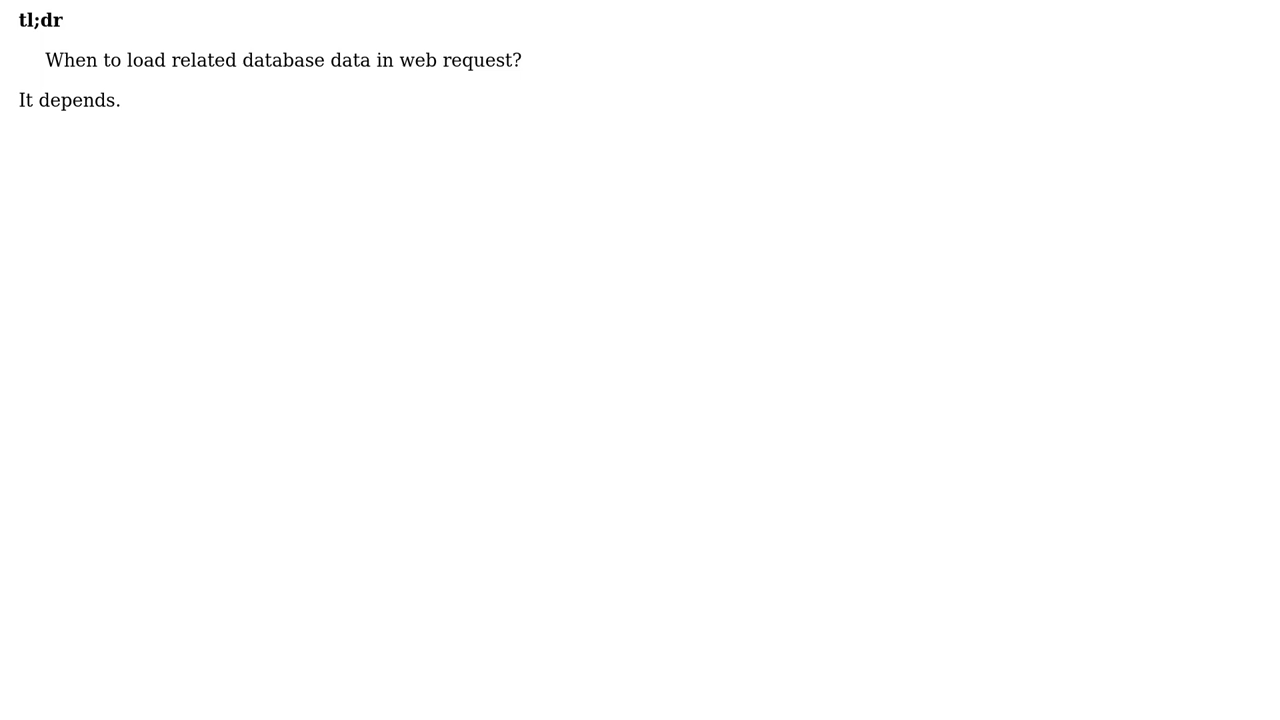 tl;dr
When to load related database data in web request?
It depends.